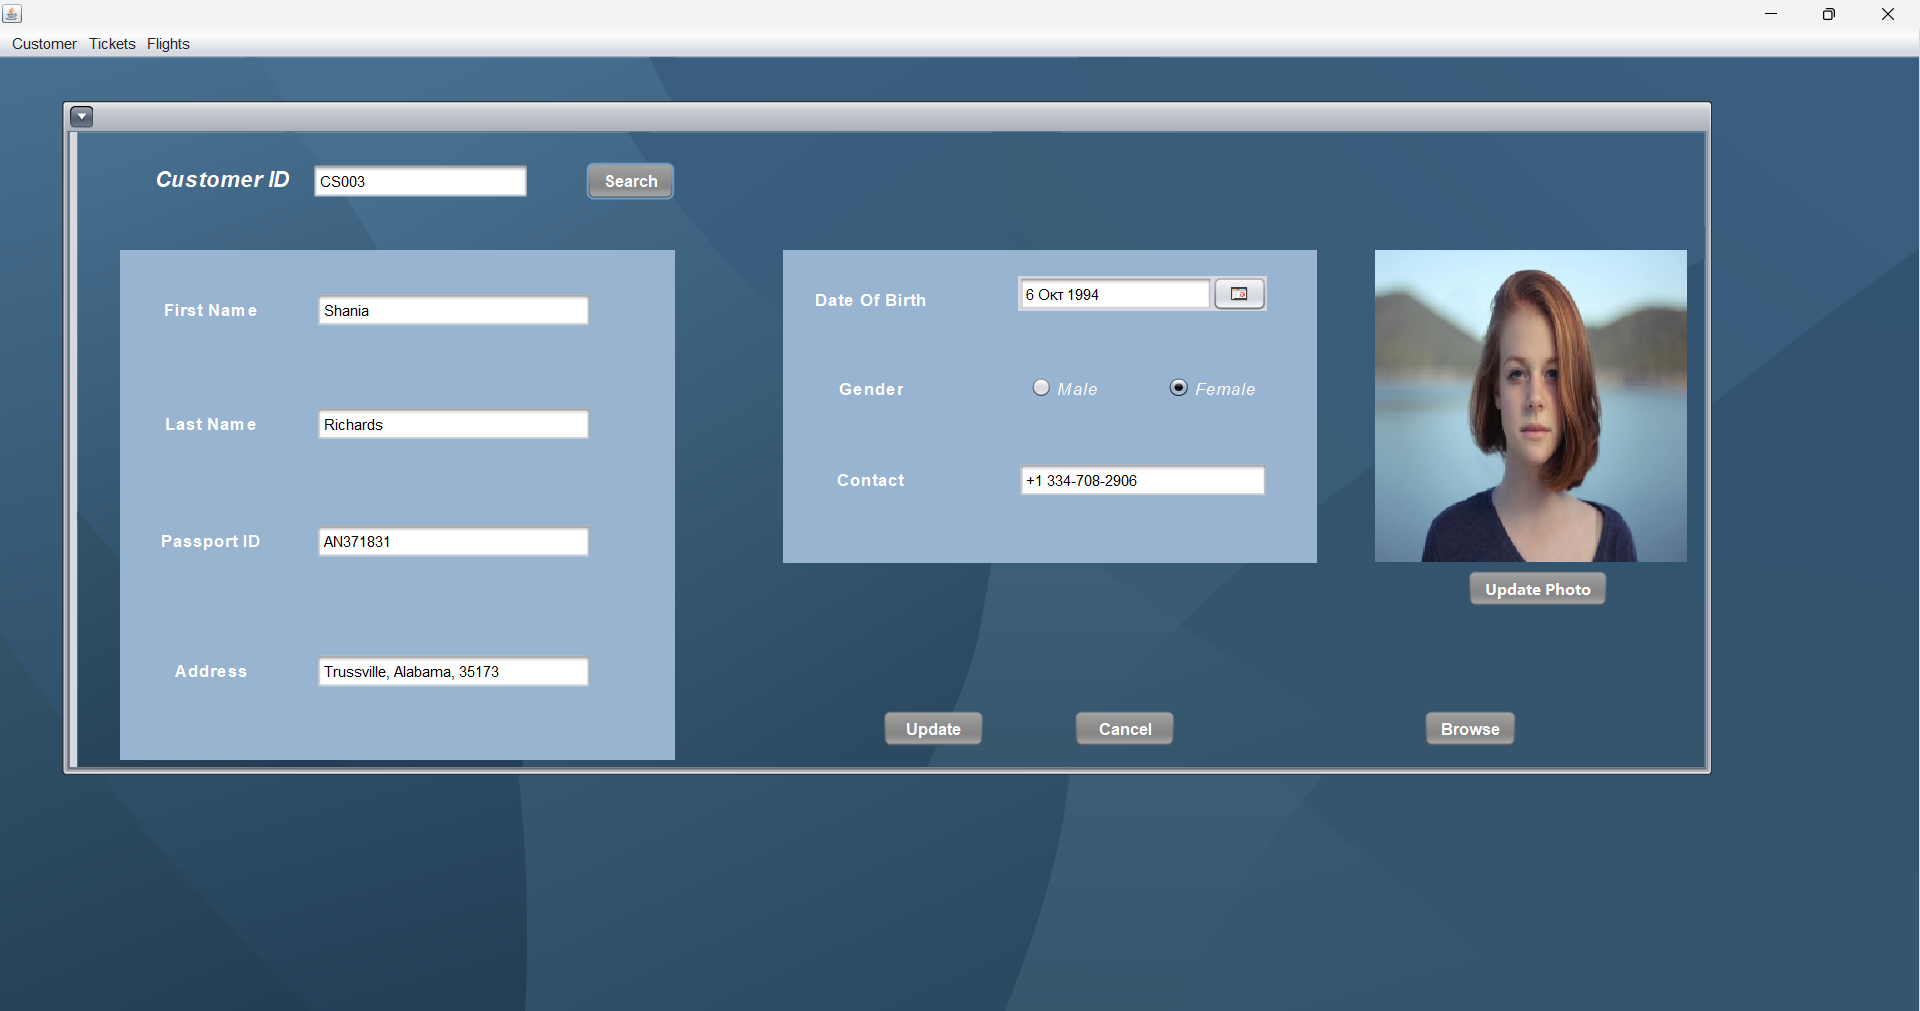 Customer Tickets Flights
Customer ID CS003 Search
First Name Shania
Last Name Richards
Passport ID AN371831
Address Trussville, Alabama, 35173
Date Of Birth 6 Окт 1994
Gender Male Female
Contact +1 334-708-2906
Update Photo
Update Cancel Browse